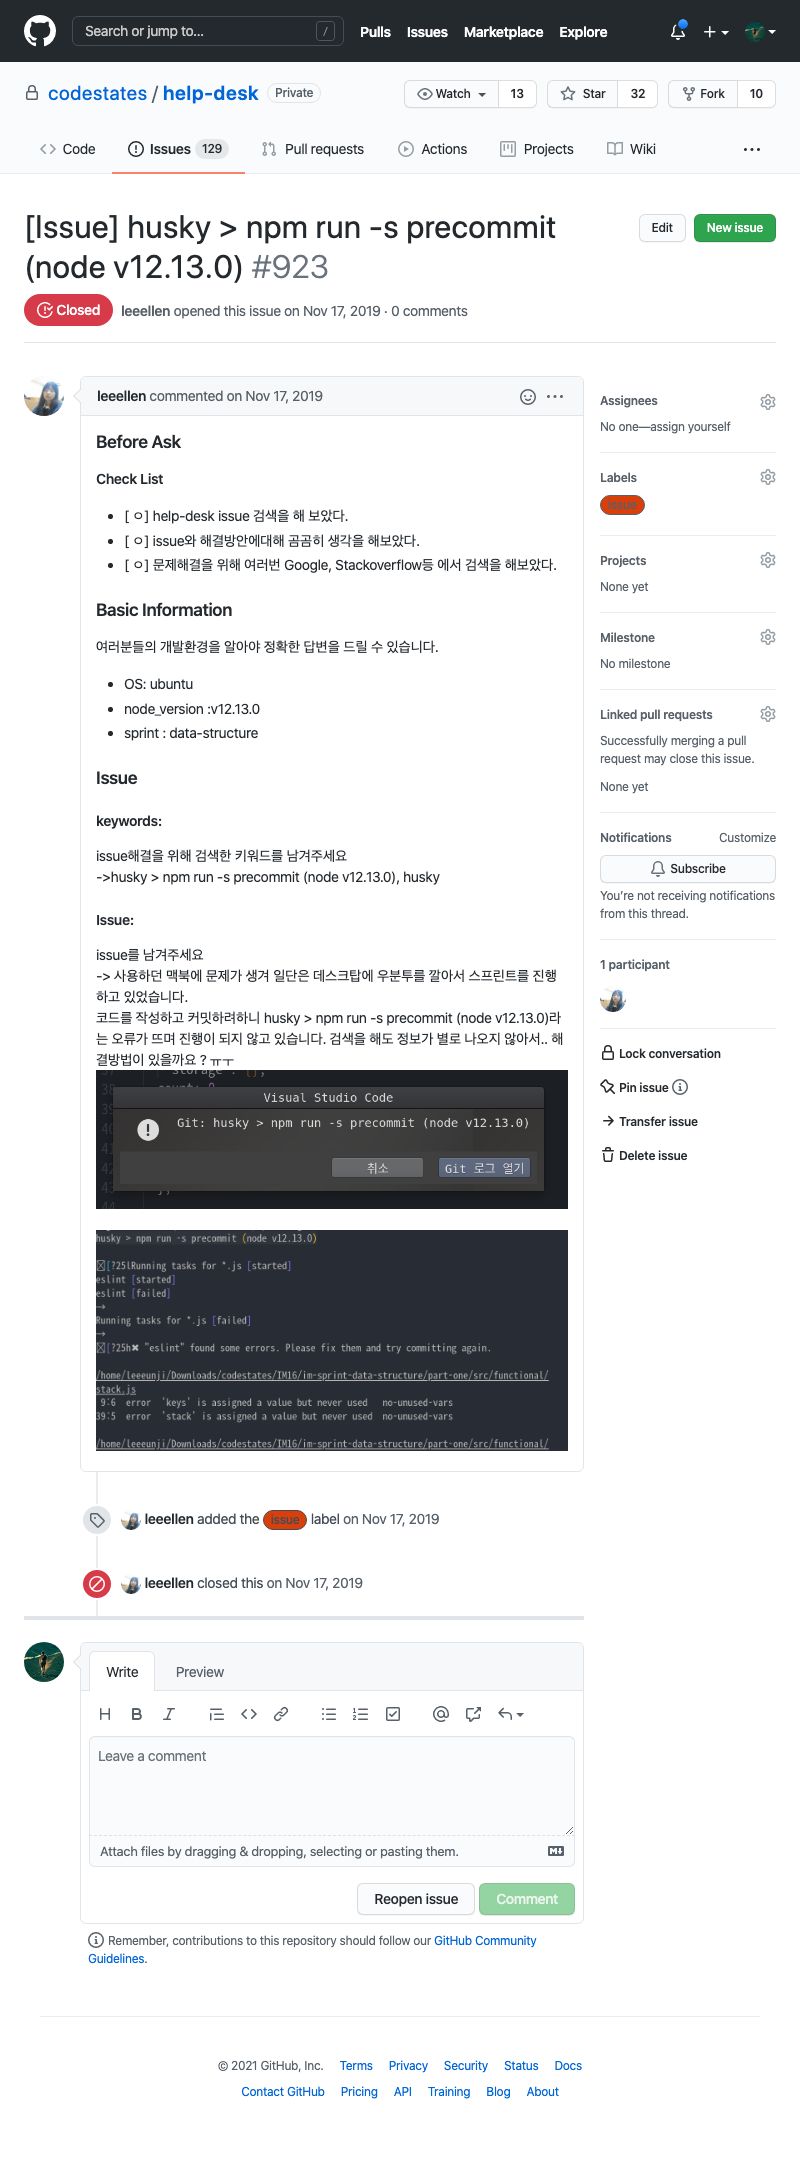 Search or jump to...
/
Pulls
Issues
Marketplace
Explore
codestates / help-desk
Private
Watch
13
Star
32
Fork
10
Code
Issues
129
Pull requests
Actions
Projects
Wiki
[Issue] husky > npm run -s precommit
(node v12.13.0) #923
Edit
New issue
Closed
leeellen opened this issue on Nov 17, 2019 · 0 comments
leeellen commented on Nov 17, 2019
Before Ask
Check List
[ ㅇ] help-desk issue 검색을 해 보았다.
[ ㅇ] issue와 해결방안에대해 곰곰히 생각을 해보았다.
[ ㅇ] 문제해결을 위해 여러번 Google, Stackoverflow등 에서 검색을 해보았다.
Basic Information
여러분들의 개발환경을 알아야 정확한 답변을 드릴 수 있습니다.
OS: ubuntu
node_version :v12.13.0
sprint : data-structure
Issue
keywords:
issue해결을 위해 검색한 키워드를 남겨주세요
->husky > npm run -s precommit (node v12.13.0), husky
Issue:
issue를 남겨주세요
-> 사용하던 맥북에 문제가 생겨 일단은 데스크탑에 우분투를 깔아서 스프린트를 진행
하고 있었습니다.
코드를 작성하고 커밋하려하니 husky > npm run -s precommit (node v12.13.0)라
는 오류가 뜨며 진행이 되지 않고 있습니다. 검색을 해도 정보가 별로 나오지 않아서.. 해
결방법이 있을까요 ? ㅠㅜ
Visual Studio Code
Git: husky > npm run -s precommit (node v12.13.0)
취소
Git 로그 열기
husky > npm run -s precommit (node v12.13.0)
[?25lRunning tasks for *.js [started]
eslint [started]
eslint [failed]
→
Running tasks for *.js [failed]
→
[?25h✖ "eslint" found some errors. Please fix them and try committing again.
/home/leeeunji/Downloads/codestates/IM16/im-sprint-data-structure/part-one/src/functional/
stack.js
9:6 error 'keys' is assigned a value but never used no-unused-vars
39:5 error 'stack' is assigned a value but never used no-unused-vars
/home/leeeunji/Downloads/codestates/IM16/im-sprint-data-structure/part-one/src/functional/
leeellen added the issue label on Nov 17, 2019
leeellen closed this on Nov 17, 2019
Assignees
No one—assign yourself
Labels
issue
Projects
None yet
Milestone
No milestone
Linked pull requests
Successfully merging a pull
request may close this issue.
None yet
Notifications
Customize
Subscribe
You're not receiving notifications
from this thread.
1 participant
Lock conversation
Pin issue
Transfer issue
Delete issue
Write
Preview
Leave a comment
Attach files by dragging & dropping, selecting or pasting them.
Reopen issue
Comment
Remember, contributions to this repository should follow our GitHub Community
Guidelines.
© 2021 GitHub, Inc.
Terms
Privacy
Security
Status
Docs
Contact GitHub
Pricing
API
Training
Blog
About